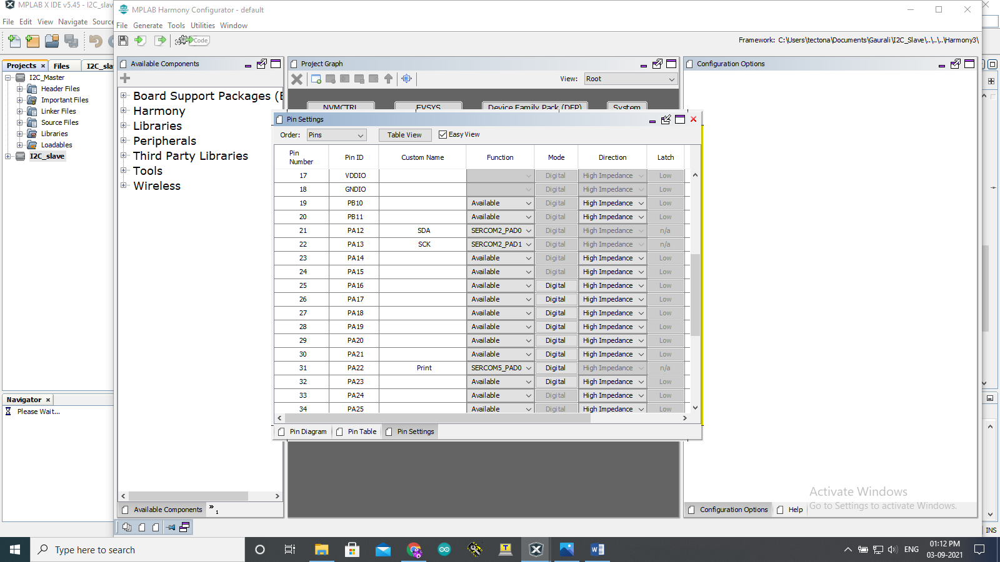 MPLAB X IDE v5.45 - I2C_slav
MPLAB Harmony Configurator - default
File Edit View Navigate Sourc
File Generate Tools Utilities Window
Code
Framework: C:\Users\tectona\Documents\Gaurali\I2C_Slave\..\..\..\Harmony3\
Projects × Files I2C_sla
Available Components
Project Graph
Configuration Options
I2C_Master
Header Files
Important Files
Linker Files
Source Files
Libraries
Loadables
I2C_slave
Board Support Packages (
Harmony
Libraries
Peripherals
Third Party Libraries
Tools
Wireless
View: Root
NVMCTRL EVSYS Device Family Pack (DFP) System
Pin Settings
Order: Pins Table View Easy View
Pin Number Pin ID Custom Name Function Mode Direction Latch
17 VDDIO Digital High Impedance Low
18 GNDIO Digital High Impedance Low
19 PB10 Available Digital High Impedance Low
20 PB11 Available Digital High Impedance Low
21 PA12 SDA SERCOM2_PAD0 Digital High Impedance n/a
22 PA13 SCK SERCOM2_PAD1 Digital High Impedance n/a
23 PA14 Available Digital High Impedance Low
24 PA15 Available Digital High Impedance Low
25 PA16 Available Digital High Impedance Low
26 PA17 Available Digital High Impedance Low
27 PA18 Available Digital High Impedance Low
28 PA19 Available Digital High Impedance Low
29 PA20 Available Digital High Impedance Low
30 PA21 Available Digital High Impedance Low
31 PA22 Print SERCOM5_PAD0 Digital High Impedance n/a
32 PA23 Available Digital High Impedance Low
33 PA24 Available Digital High Impedance Low
34 PA25 Available Digital High Impedance Low
Pin Diagram Pin Table Pin Settings
Navigator ×
Please Wait...
Available Components » 1
Configuration Options Help
Activate Windows
Go to Settings to activate Windows.
INS
Type here to search
ENG
01:12 PM
03-09-2021